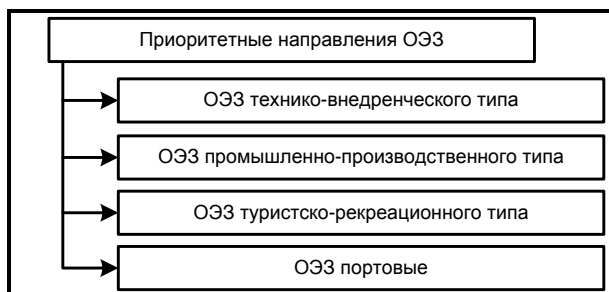 Приоритетные направления ОЭЗ
ОЭЗ технико-внедренческого типа
ОЭЗ промышленно-производственного типа
ОЭЗ туристско-рекреационного типа
ОЭЗ портовые